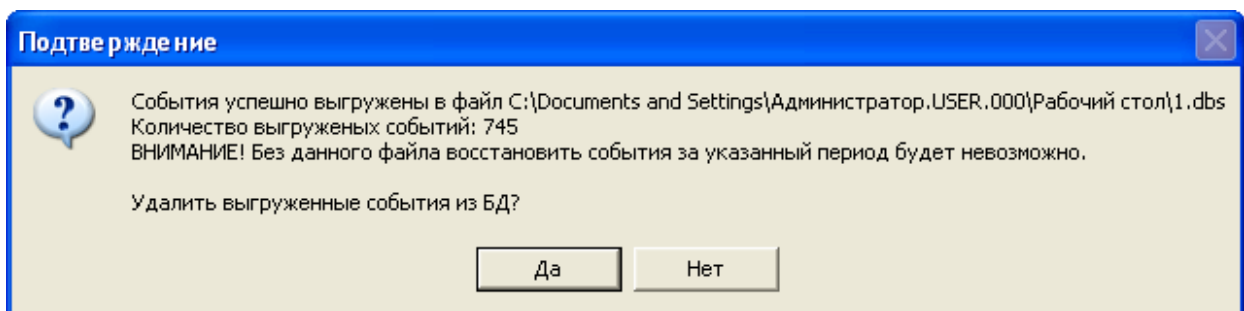 Подтверждение
События успешно выгружены в файл C:\Documents and Settings\Администратор.USER.000\Рабочий стол\1.dbs
Количество выгруженых событий: 745
ВНИМАНИЕ! Без данного файла восстановить события за указанный период будет невозможно.
Удалить выгруженные события из БД?
Да Нет